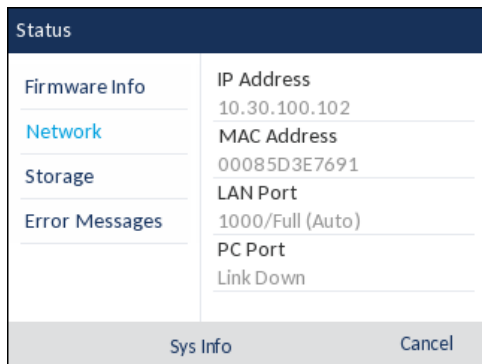 Status
Firmware Info
Network
Storage
Error Messages
IP Address
10.30.100.102
MAC Address
00085D3E7691
LAN Port
1000/Full (Auto)
PC Port
Link Down
Sys Info
Cancel